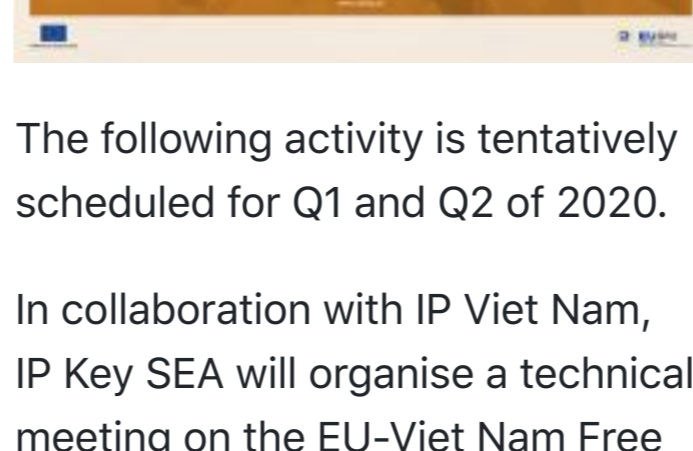 The following activity is tentatively
scheduled for Q1 and Q2 of 2020.
In collaboration with IP Viet Nam,
IP Key SEA will organise a technical
meeting on the EU-Viet Nam Free